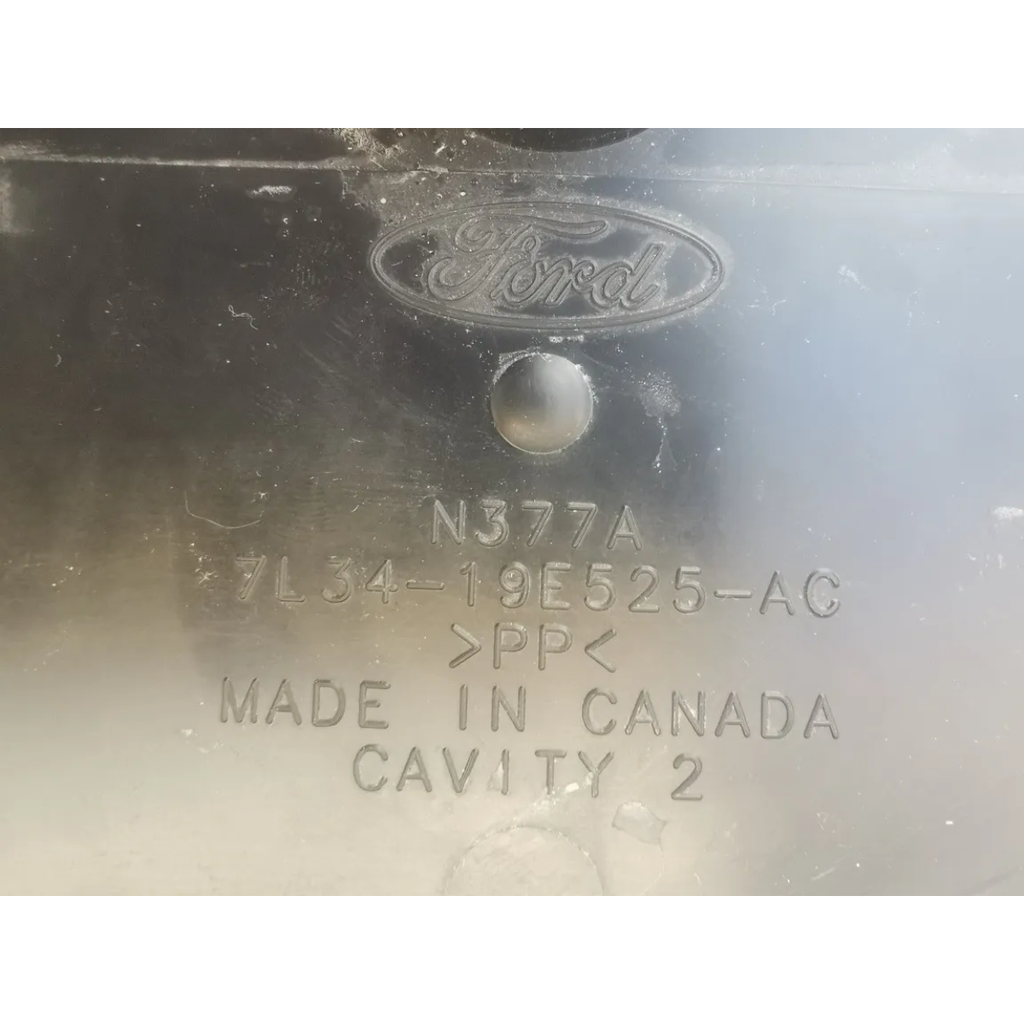 Ford
N377A
7L34-19E525-AC
>PP<
MADE IN CANADA
CAVITY 2